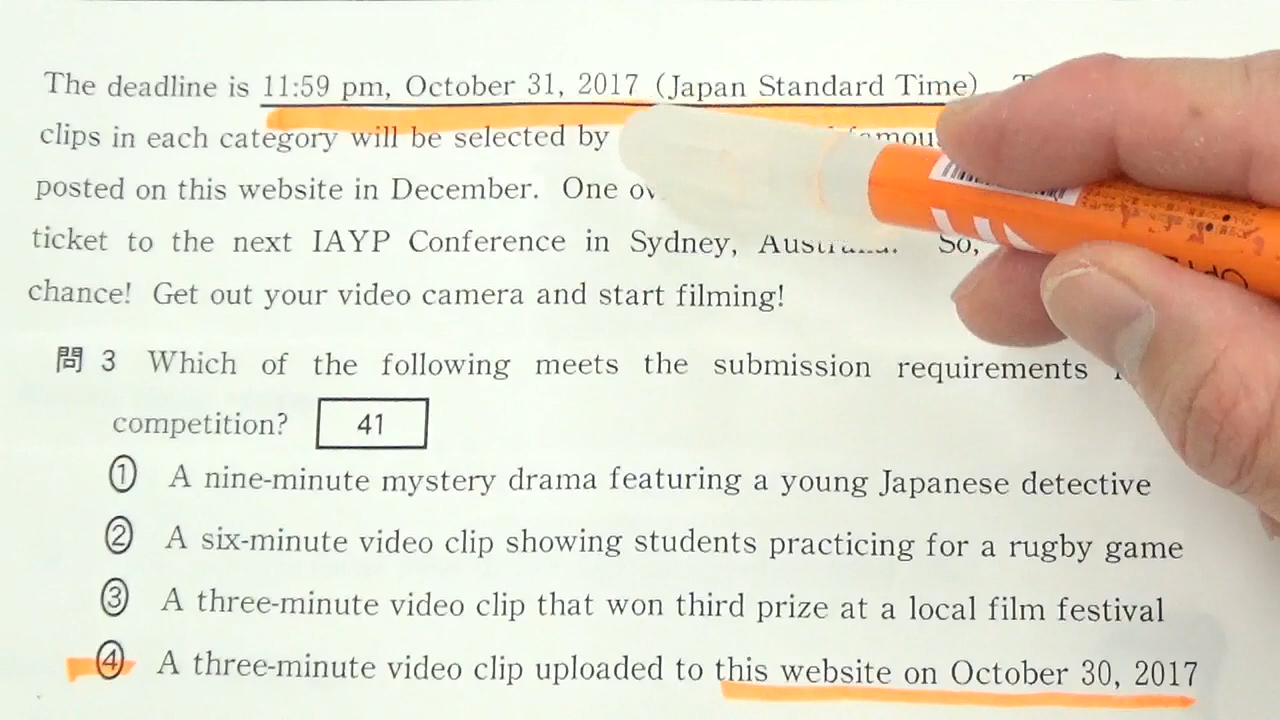 The deadline is 11:59 pm, October 31, 2017 (Japan Standard Time).
clips in each category will be selected by
posted on this website in December. One
ticket to the next IAYP Conference in Sydney, So,
chance! Get out your video camera and start filming!
問 3 Which of the following meets the submission requirements
competition? 41
① A nine-minute mystery drama featuring a young Japanese detective
② A six-minute video clip showing students practicing for a rugby game
③ A three-minute video clip that won third prize at a local film festival
④ A three-minute video clip uploaded to this website on October 30, 2017